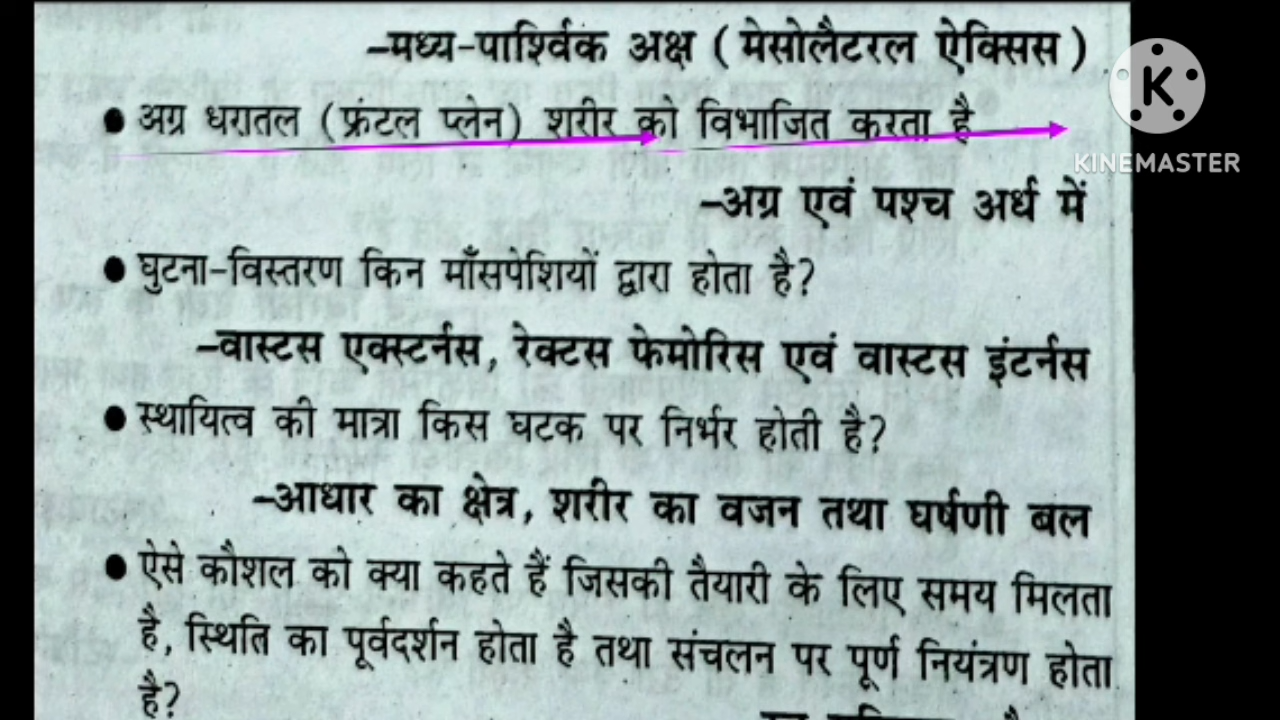 –मध्य-पार्श्विक अक्ष ( मेसोलैटरल ऐक्सिस )
K
KINEMASTER
● अग्र धरातल (फ्रंटल प्लेन) शरीर को विभाजित करता है
–अग्र एवं पश्च अर्ध में
● घुटना-विस्तरण किन माँसपेशियों द्वारा होता है?
–वास्टस एक्स्टर्नस, रेक्टस फेमोरिस एवं वास्टस इंटर्नस
● स्थायित्व की मात्रा किस घटक पर निर्भर होती है?
–आधार का क्षेत्र, शरीर का वजन तथा घर्षणी बल
● ऐसे कौशल को क्या कहते हैं जिसकी तैयारी के लिए समय मिलता
है, स्थिति का पूर्वदर्शन होता है तथा संचलन पर पूर्ण नियंत्रण होता
है?